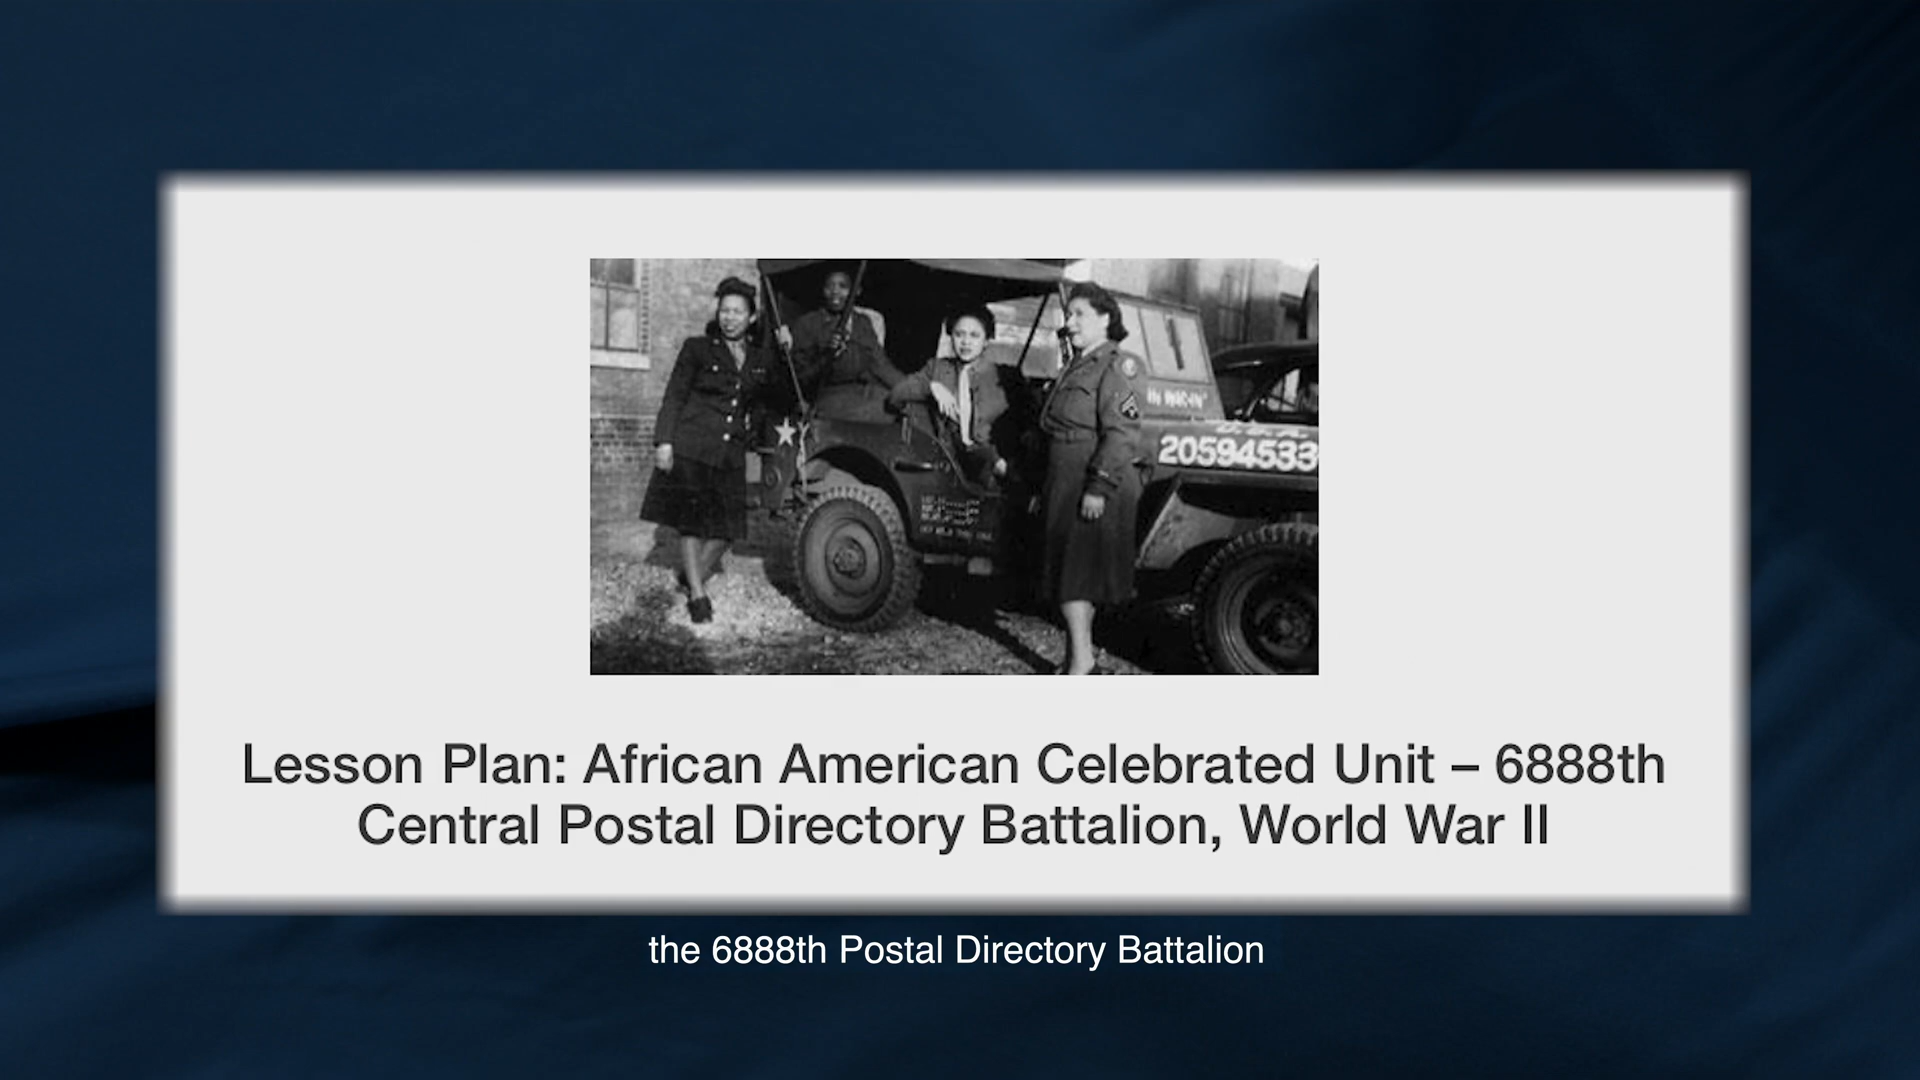 20594533
Lesson Plan: African American Celebrated Unit – 6888th
Central Postal Directory Battalion, World War II
the 6888th Postal Directory Battalion